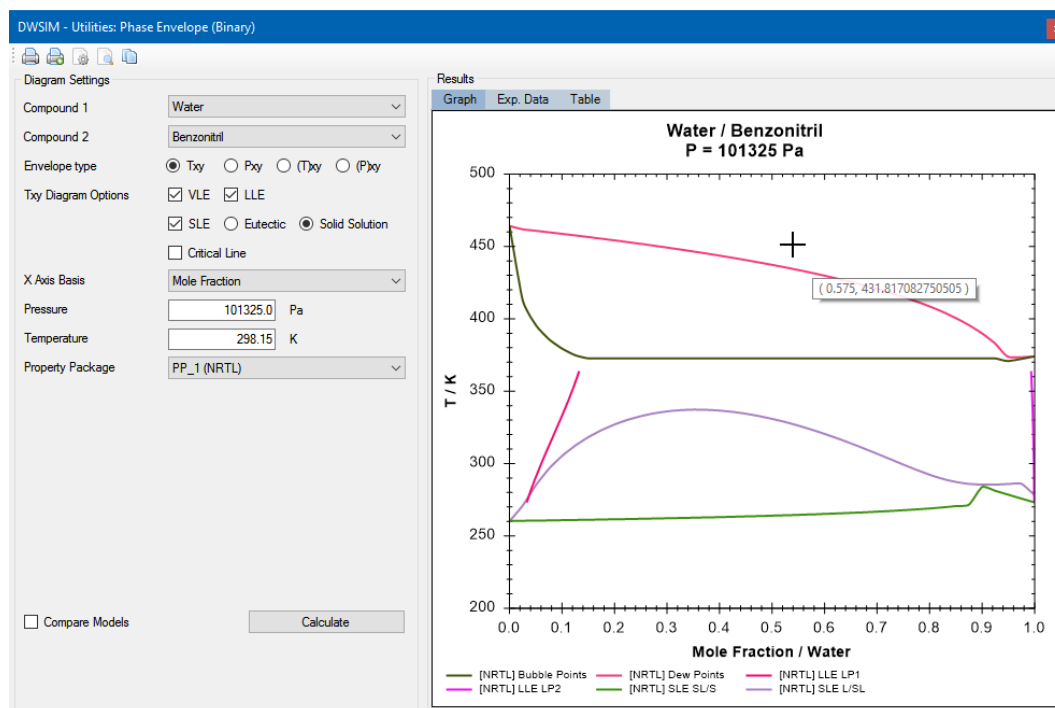 DWSIM - Utilities: Phase Envelope (Binary)
Diagram Settings
Compound 1 Water
Compound 2 Benzonitril
Envelope type Txy Pxy (T)xy (P)xy
Txy Diagram Options VLE LLE
SLE Eutectic Solid Solution
Critical Line
X Axis Basis Mole Fraction
Pressure 101325.0 Pa
Temperature 298.15 K
Property Package PP_1 (NRTL)
Compare Models Calculate
Results
Graph Exp. Data Table
Water / Benzonitril
P = 101325 Pa
500
450
( 0.575, 431.817082750505 )
400
350
T / K
300
250
200
0.0 0.1 0.2 0.3 0.4 0.5 0.6 0.7 0.8 0.9 1.0
Mole Fraction / Water
[NRTL] Bubble Points [NRTL] Dew Points [NRTL] LLE LP1
[NRTL] LLE LP2 [NRTL] SLE SL/S [NRTL] SLE L/SL